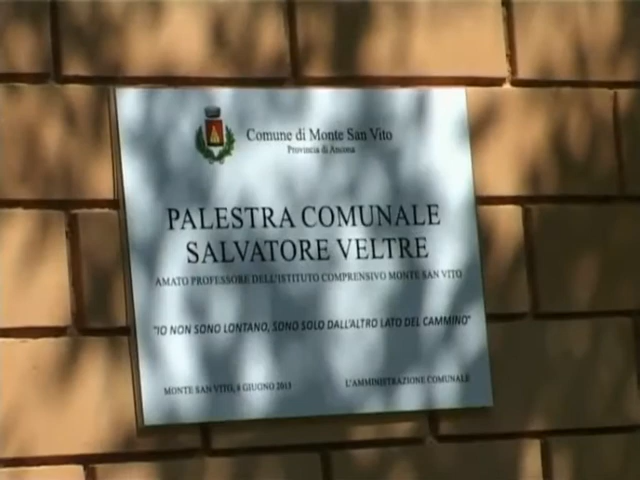 Comune di Monte San Vito
Provincia di Ancona
PALESTRA COMUNALE
SALVATORE VELTRE
AMATO PROFESSORE DELL'ISTITUTO COMPRENSIVO MONTE SAN VITO
"IO NON SONO LONTANO, SONO SOLO DALL'ALTRO LATO DEL CAMMINO"
MONTE SAN VITO, 8 GIUGNO 2013 L'AMMINISTRAZIONE COMUNALE